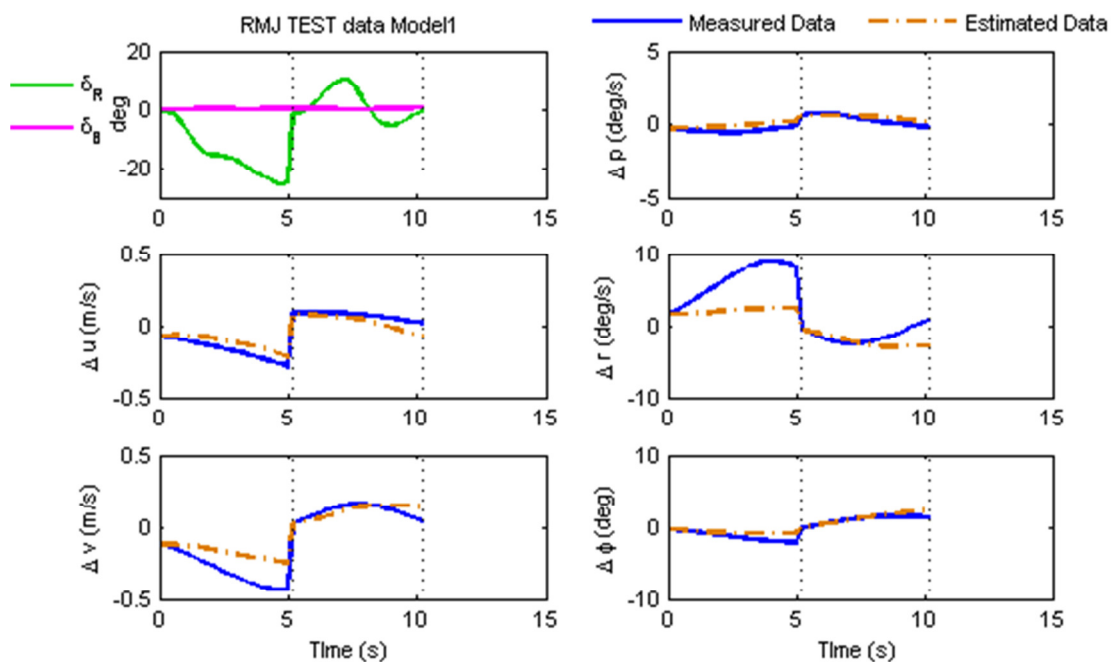 RMJ TEST data Model1
Measured Data
Estimated Data
δR
δθ
deg
20
0
-20
0 5 10 15
Δ p (deg/s)
5
0
-5
0 5 10 15
Δ u (m/s)
0.5
0
-0.5
0 5 10 15
Δ r (deg/s)
10
0
-10
0 5 10 15
Δ v (m/s)
0.5
0
-0.5
0 5 10 15
Time (s)
Δ ϕ (deg)
10
0
-10
0 5 10 15
Time (s)